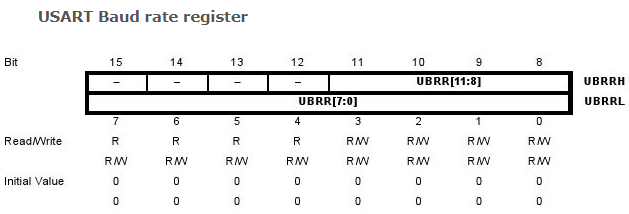 USART Baud rate register
Bit 15 14 13 12 11 10 9 8
– – – – UBRR[11:8] UBRRH
UBRR[7:0] UBRRL
7 6 5 4 3 2 1 0
Read/Write R R R R R/W R/W R/W R/W
R/W R/W R/W R/W R/W R/W R/W R/W
Initial Value 0 0 0 0 0 0 0 0
0 0 0 0 0 0 0 0